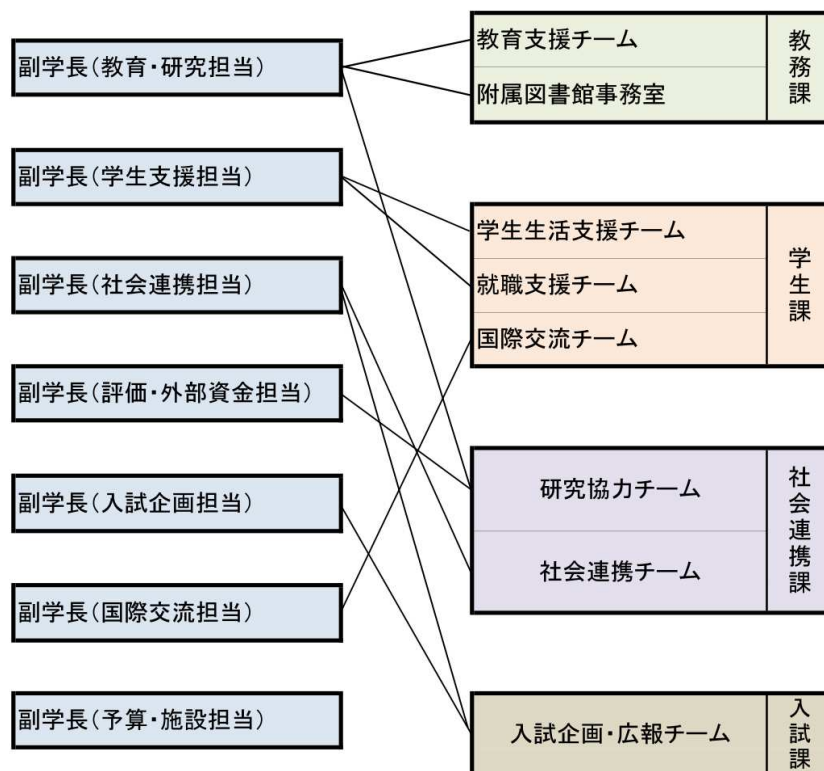 副学長（教育・研究担当）
副学長（学生支援担当）
副学長（社会連携担当）
副学長（評価・外部資金担当）
副学長（入試企画担当）
副学長（国際交流担当）
副学長（予算・施設担当）
教育支援チーム
附属図書館事務室
教務課
学生生活支援チーム
就職支援チーム
国際交流チーム
学生課
研究協力チーム
社会連携チーム
社会連携課
入試企画・広報チーム
入試課